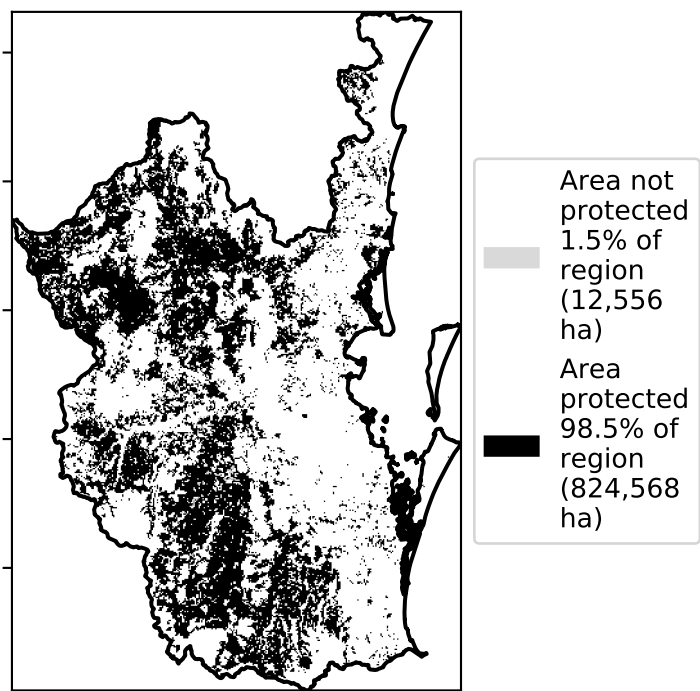 Area not
protected
1.5% of
region
(12,556
ha)
Area
protected
98.5% of
region
(824,568
ha)